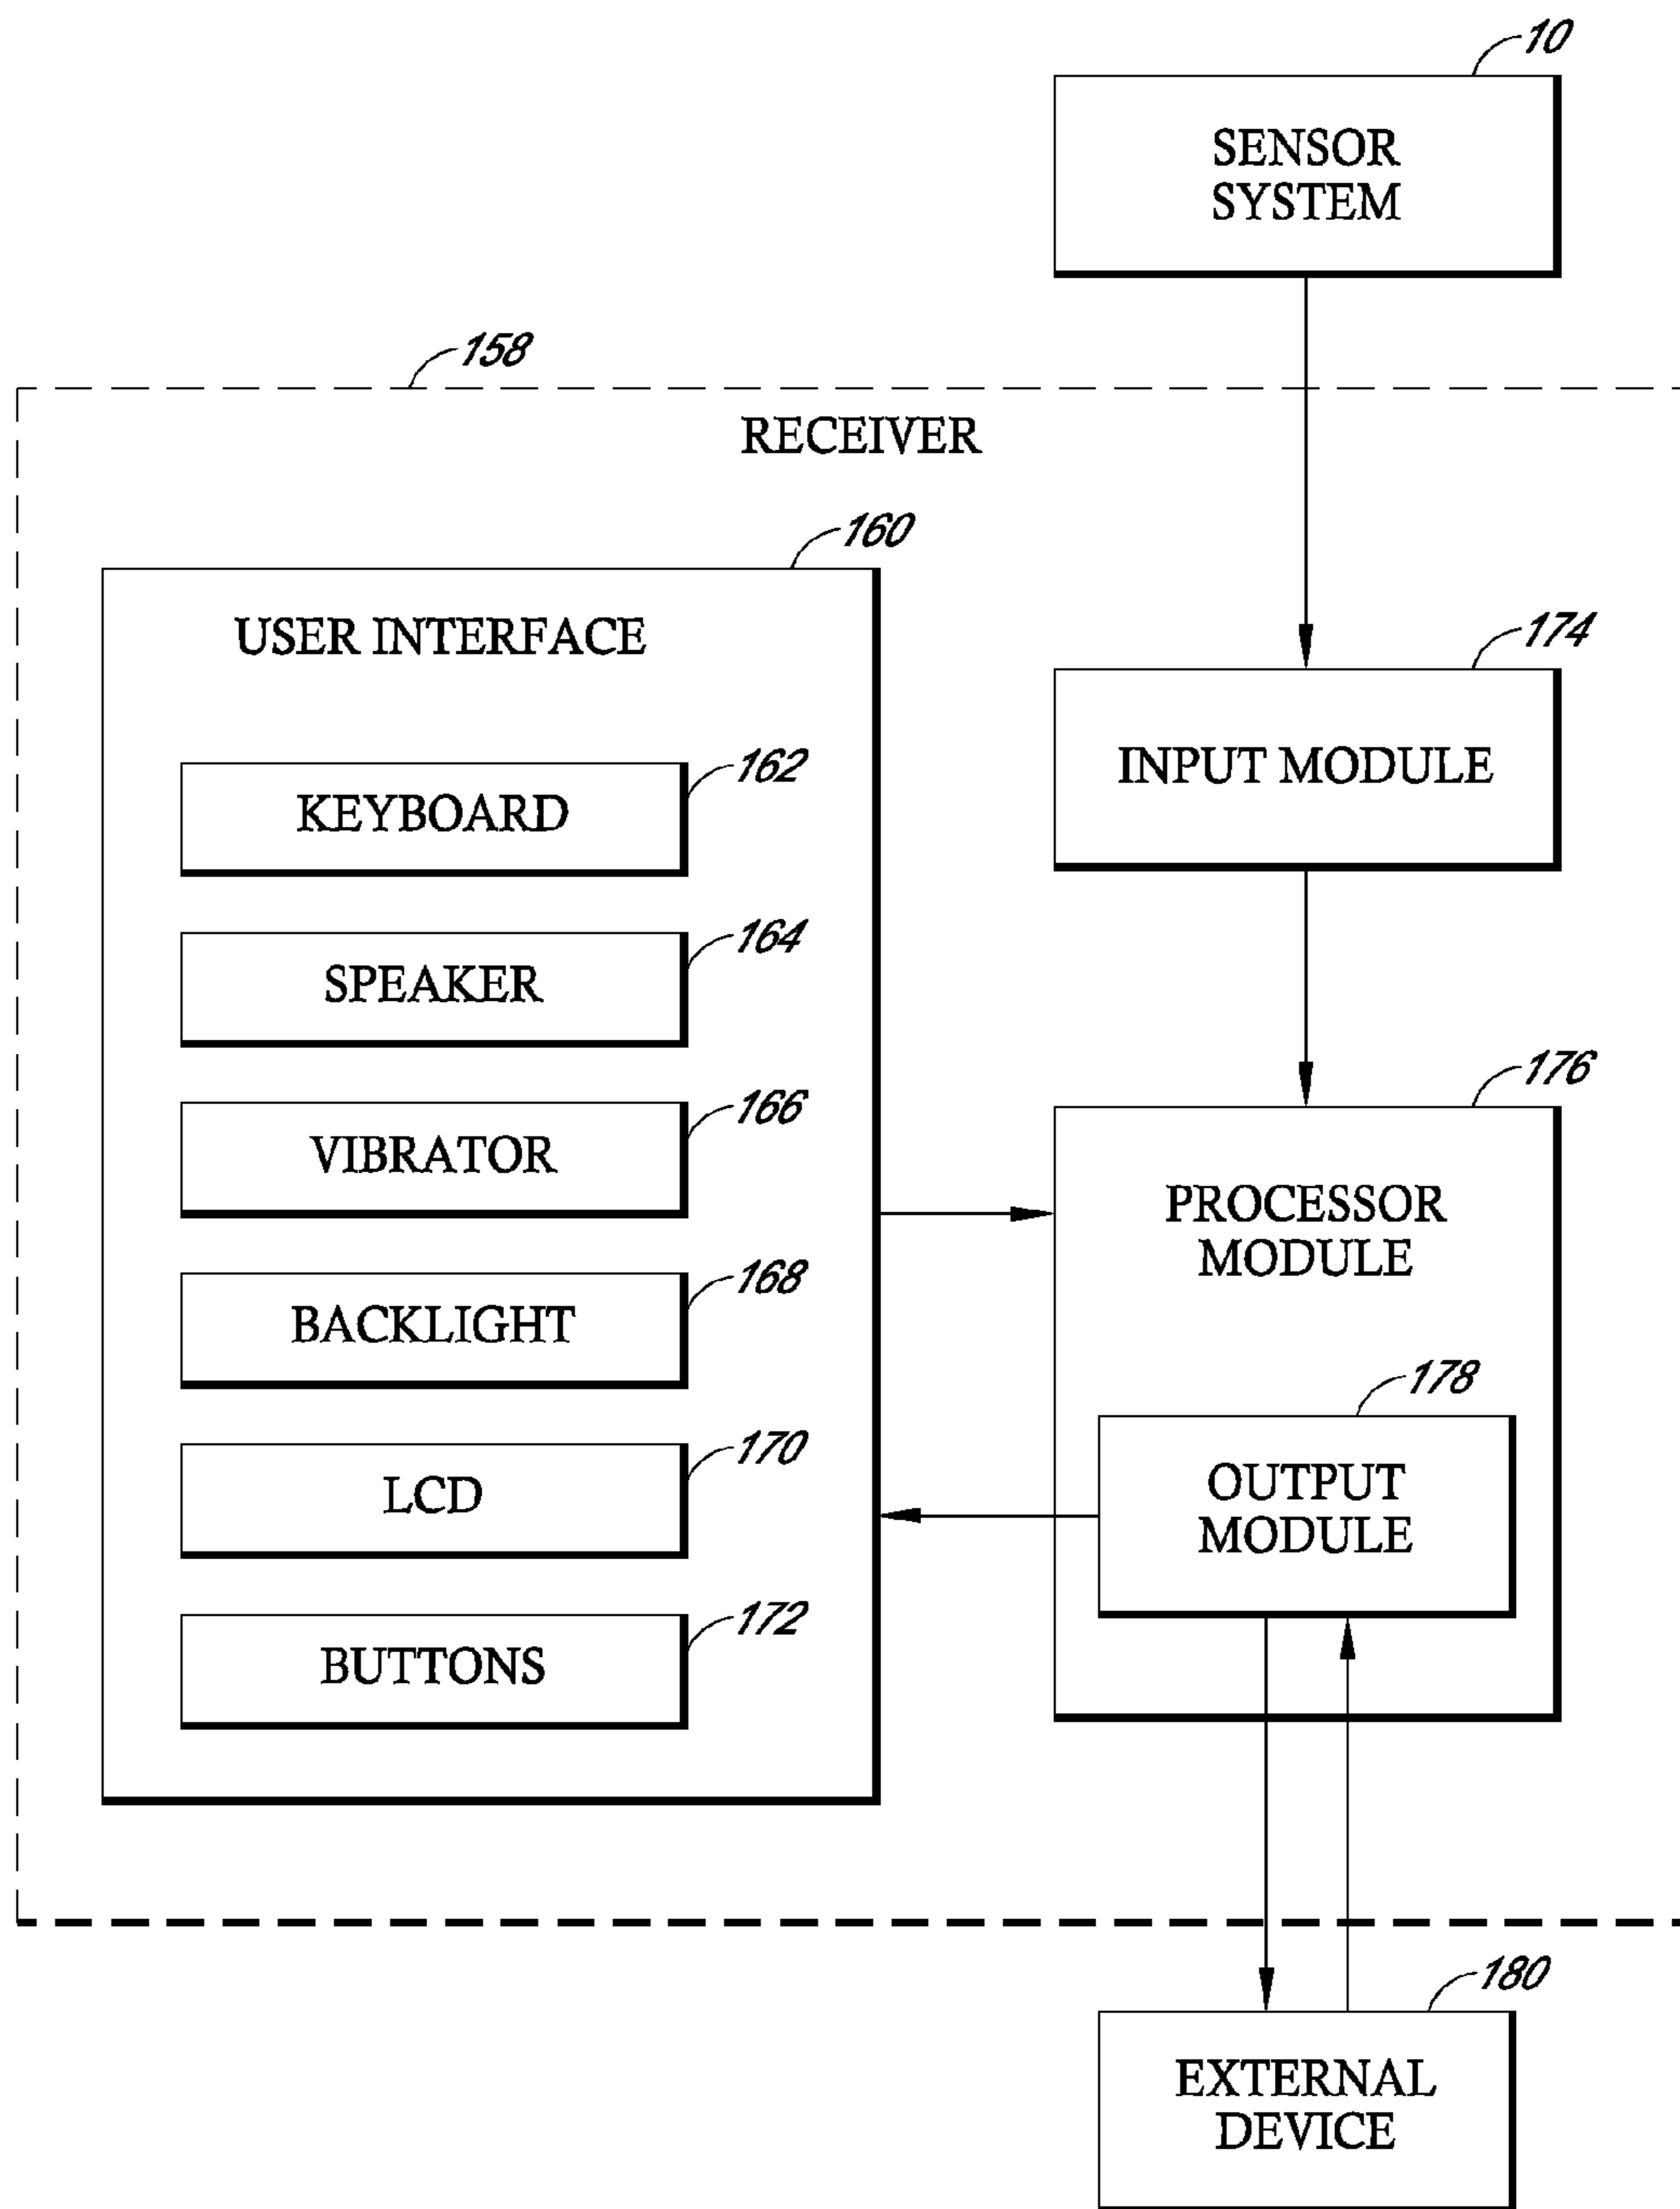 10
SENSOR
SYSTEM
158
RECEIVER
160
USER INTERFACE
174
INPUT MODULE
162
KEYBOARD
164
SPEAKER
166
VIBRATOR
168
BACKLIGHT
170
LCD
172
BUTTONS
176
PROCESSOR
MODULE
178
OUTPUT
MODULE
180
EXTERNAL
DEVICE